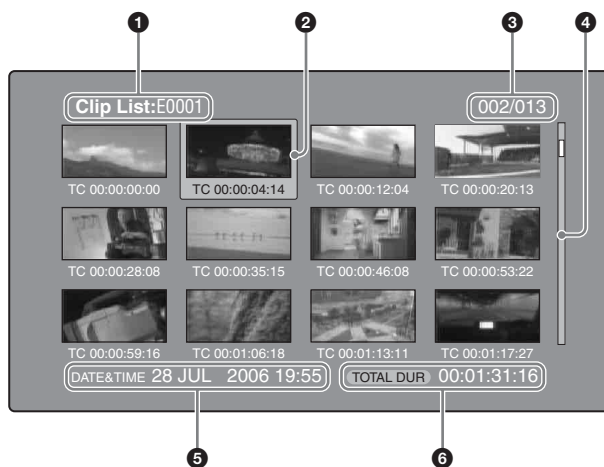 1 2 3 4
Clip List:E0001 002/013
TC 00:00:00:00 TC 00:00:04:14 TC 00:00:12:04 TC 00:00:20:13
TC 00:00:28:08 TC 00:00:35:15 TC 00:00:46:08 TC 00:00:53:22
TC 00:00:59:16 TC 00:01:06:18 TC 00:01:13:11 TC 00:01:17:27
DATE&TIME 28 JUL 2006 19:55 TOTAL DUR 00:01:31:16
5 6